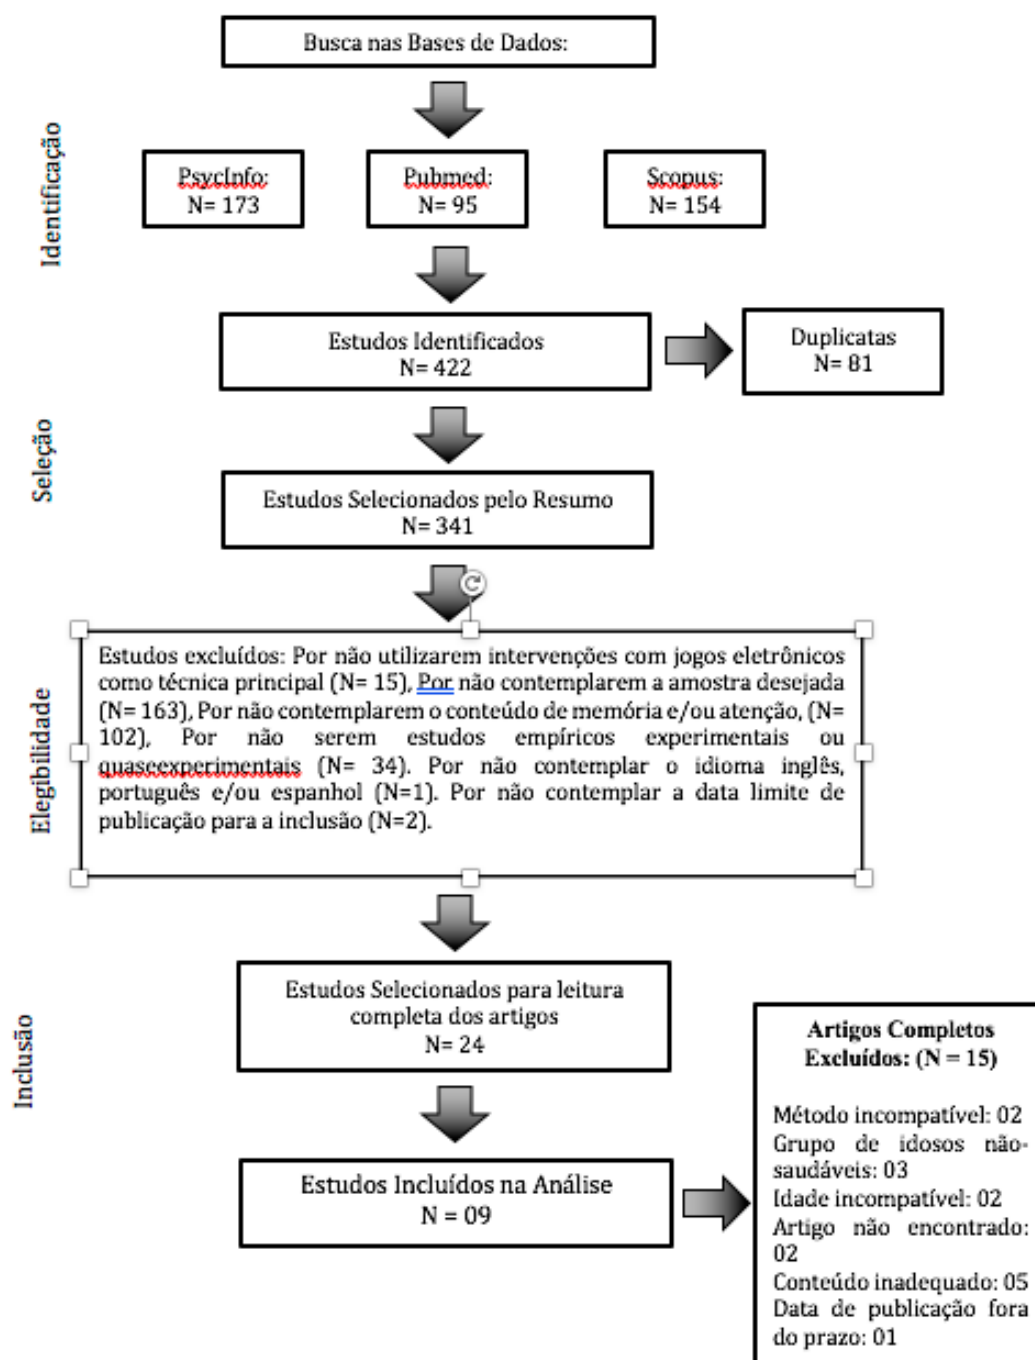 Busca nas Bases de Dados:
Identificação
PsycInfo:
N= 173
Pubmed:
N= 95
Scopus:
N= 154
Estudos Identificados
N= 422
Duplicatas
N= 81
Seleção
Estudos Selecionados pelo Resumo
N= 341
Elegibilidade
Estudos excluídos: Por não utilizarem intervenções com jogos eletrônicos
como técnica principal (N= 15), Por não contemplarem a amostra desejada
(N= 163), Por não contemplarem o conteúdo de memória e/ou atenção, (N=
102), Por não serem estudos empíricos experimentais ou
quaseexperimentais (N= 34). Por não contemplar o idioma inglês,
português e/ou espanhol (N=1). Por não contemplar a data limite de
publicação para a inclusão (N=2).
Inclusão
Estudos Selecionados para leitura
completa dos artigos
N= 24
Estudos Incluídos na Análise
N = 09
Artigos Completos
Excluídos: (N = 15)
Método incompatível: 02
Grupo de idosos não-
saudáveis: 03
Idade incompatível: 02
Artigo não encontrado:
02
Conteúdo inadequado: 05
Data de publicação fora
do prazo: 01